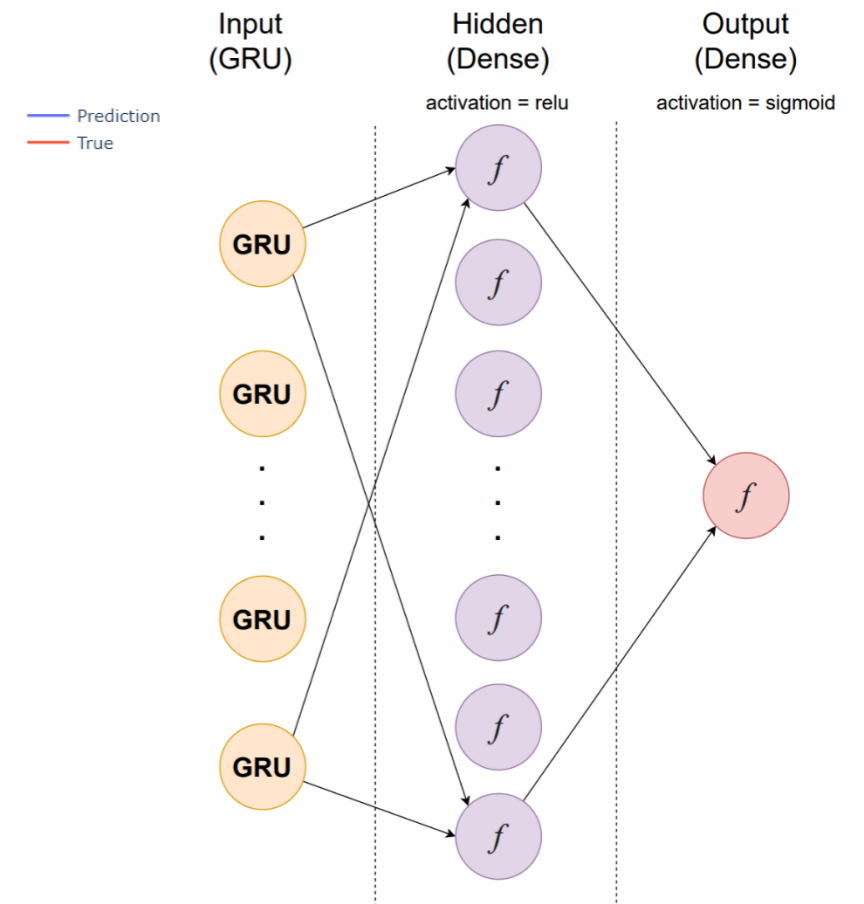 Input
(GRU)
Hidden
(Dense)
activation = relu
Output
(Dense)
activation = sigmoid
Prediction
True
GRU
GRU
.
.
.
GRU
GRU
f
f
f
.
.
.
f
f
f
f